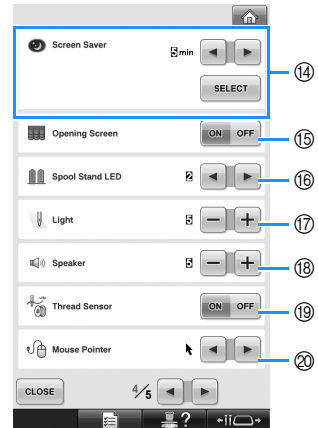 Screen Saver 5 min
SELECT ⑭
Opening Screen ON OFF ⑮
Spool Stand LED 2 ⑯
Light 5 − + ⑰
Speaker 5 − + ⑱
Thread Sensor ON OFF ⑲
Mouse Pointer ⑳
CLOSE 4/5
?